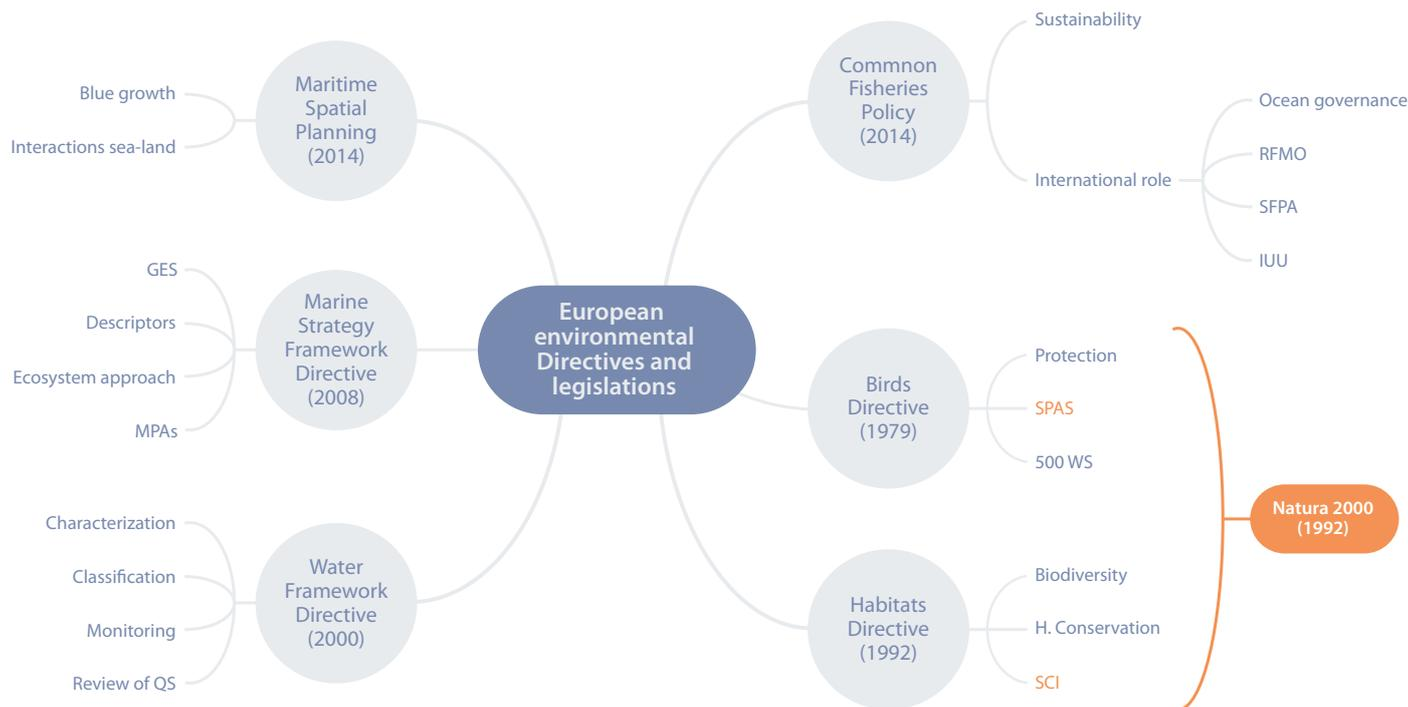 European
environmental
Directives and
legislations
Maritime
Spatial
Planning
(2014)
Blue growth
Interactions sea-land
Marine
Strategy
Framework
Directive
(2008)
GES
Descriptors
Ecosystem approach
MPAs
Water
Framework
Directive
(2000)
Characterization
Classification
Monitoring
Review of QS
Commnon
Fisheries
Policy
(2014)
Sustainability
International role
Ocean governance
RFMO
SFPA
IUU
Birds
Directive
(1979)
Protection
SPAS
500 WS
Habitats
Directive
(1992)
Biodiversity
H. Conservation
SCI
Natura 2000
(1992)